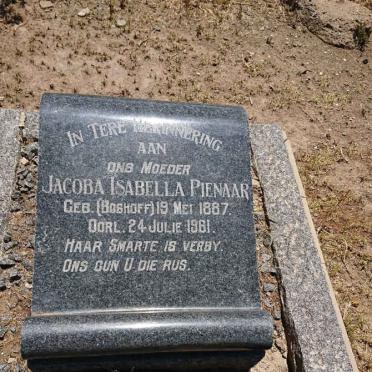 IN TERE HERINNERING
AAN
ONS MOEDER
JACOBA ISABELLA PIENAAR
GEB. (BOSHOFF) 19 MEI 1887.
OORL. 24 JULIE 1961.
HAAR SMARTE IS VERBY.
ONS GUN U DIE RUS.